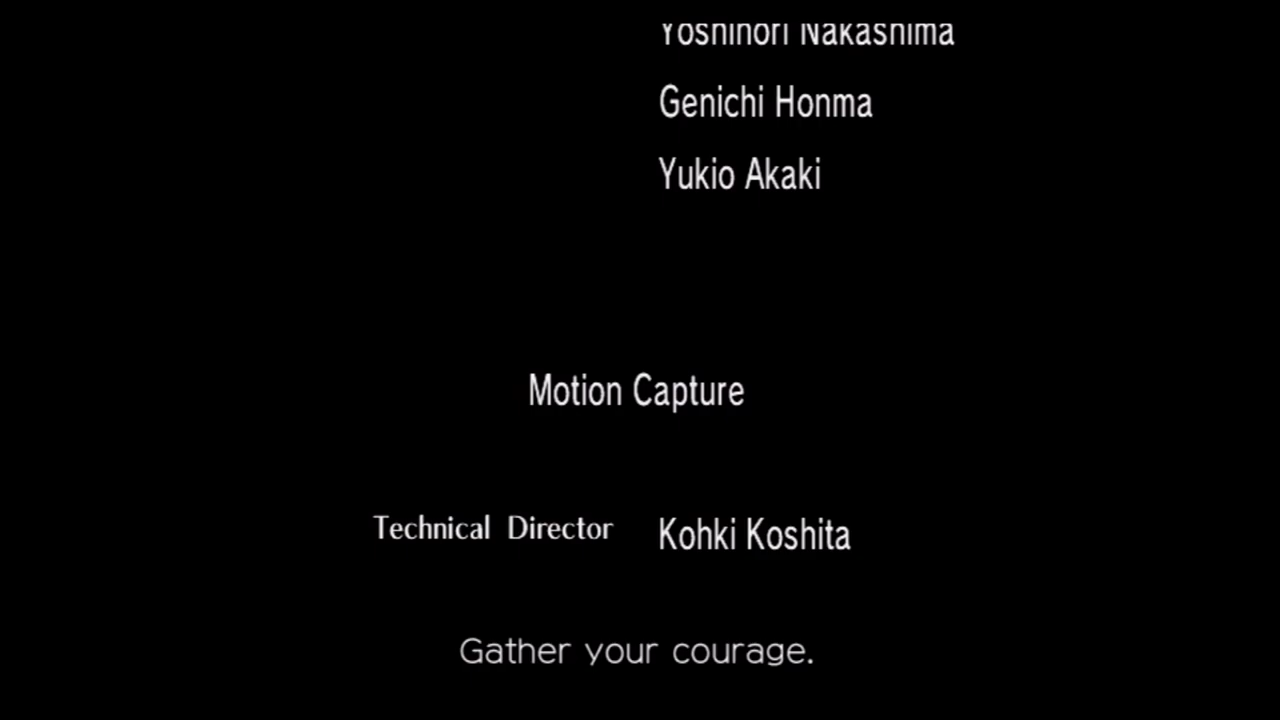 Yoshinori Nakashima
Genichi Honma
Yukio Akaki
Motion Capture
Technical Director Kohki Koshita
Gather your courage.